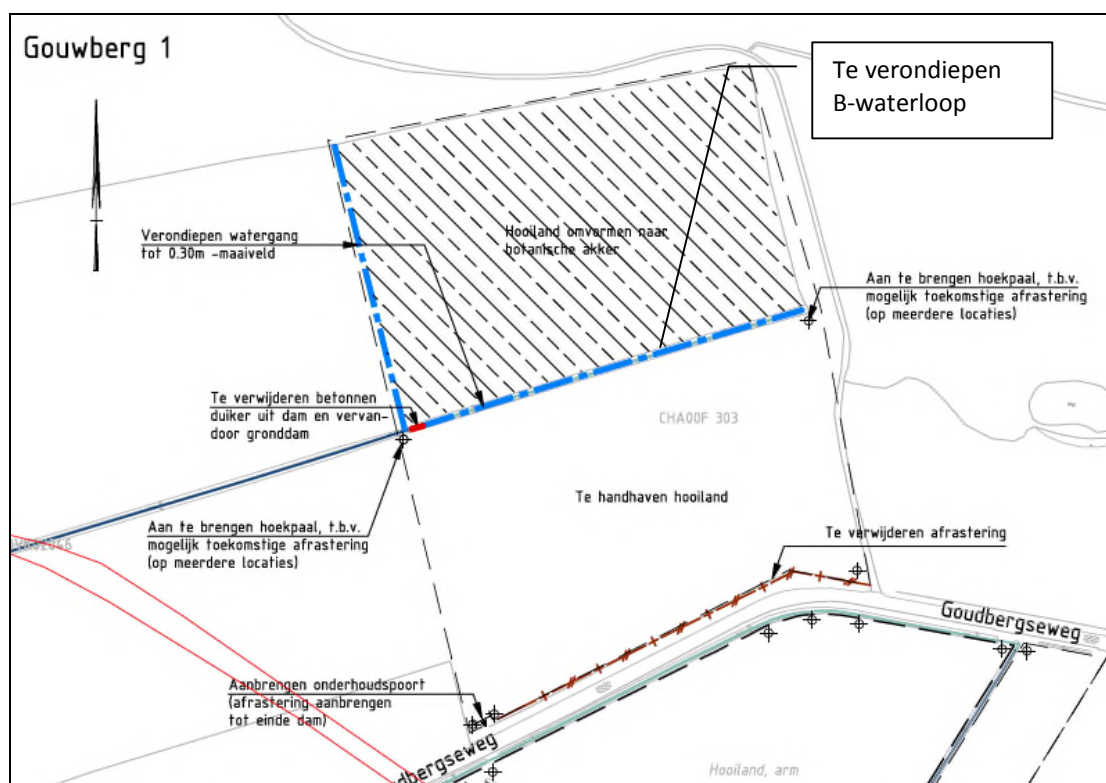 Gouwberg 1
Te verondiepen
B-waterloop
Verondiepen watergang
tot 0.30m -maaiveld
Hooiland omvormen naar
botanische akker
Aan te brengen hoekpaal, t.b.v.
mogelijk toekomstige afrastering
(op meerdere locaties)
Te verwijderen betonnen
duiker uit dam en vervan-
door gronddam
CHA00F 303
Te handhaven hooiland
Aan te brengen hoekpaal, t.b.v.
mogelijk toekomstige afrastering
(op meerdere locaties)
Te verwijderen afrastering
Goudbergseweg
Aanbrengen onderhoudspoort
(afrastering aanbrengen
tot einde dam)
udbergseweg
Hooiland, arm